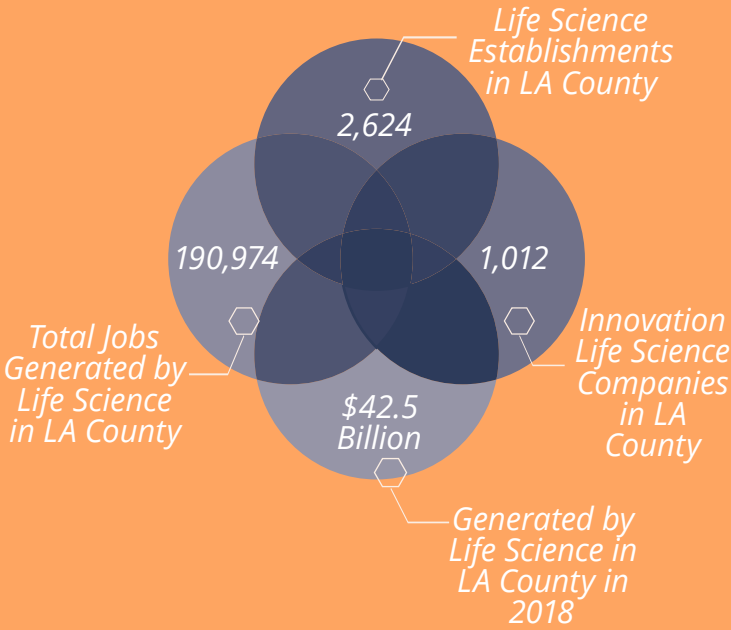 Life Science
Establishments
in LA County
2,624
190,974
1,012
Total Jobs
Generated by
Life Science
in LA County
Innovation
Life Science
Companies
in LA
County
$42.5
Billion
Generated by
Life Science in
LA County in
2018